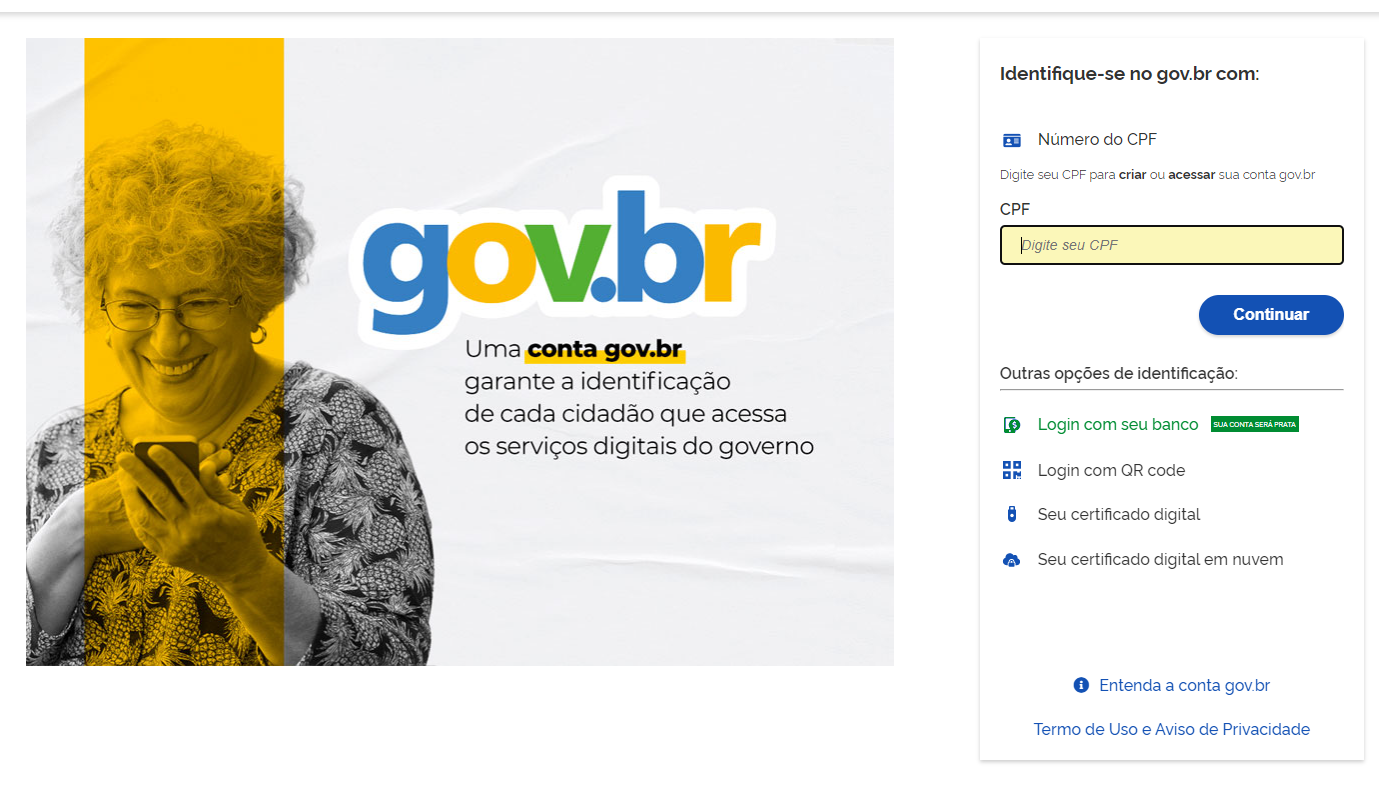 gov.br
Uma conta gov.br
garante a identificação
de cada cidadão que acessa
os serviços digitais do governo
Identifique-se no gov.br com:
Número do CPF
Digite seu CPF para criar ou acessar sua conta gov.br
CPF
Digite seu CPF
Continuar
Outras opções de identificação:
Login com seu banco SUA CONTA SERÁ PRATA
Login com QR code
Seu certificado digital
Seu certificado digital em nuvem
Entenda a conta gov.br
Termo de Uso e Aviso de Privacidade